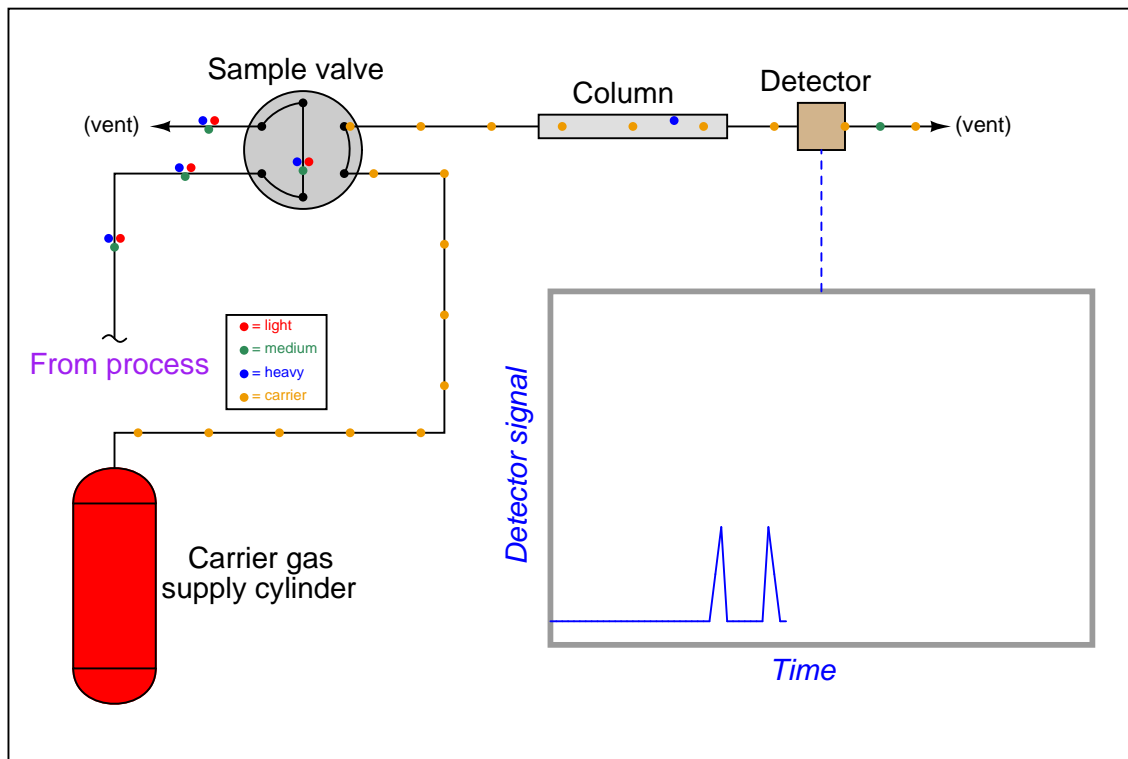 Sample valve
Column
Detector
(vent)
(vent)
= light
= medium
= heavy
= carrier
From process
Carrier gas
supply cylinder
Detector signal
Time